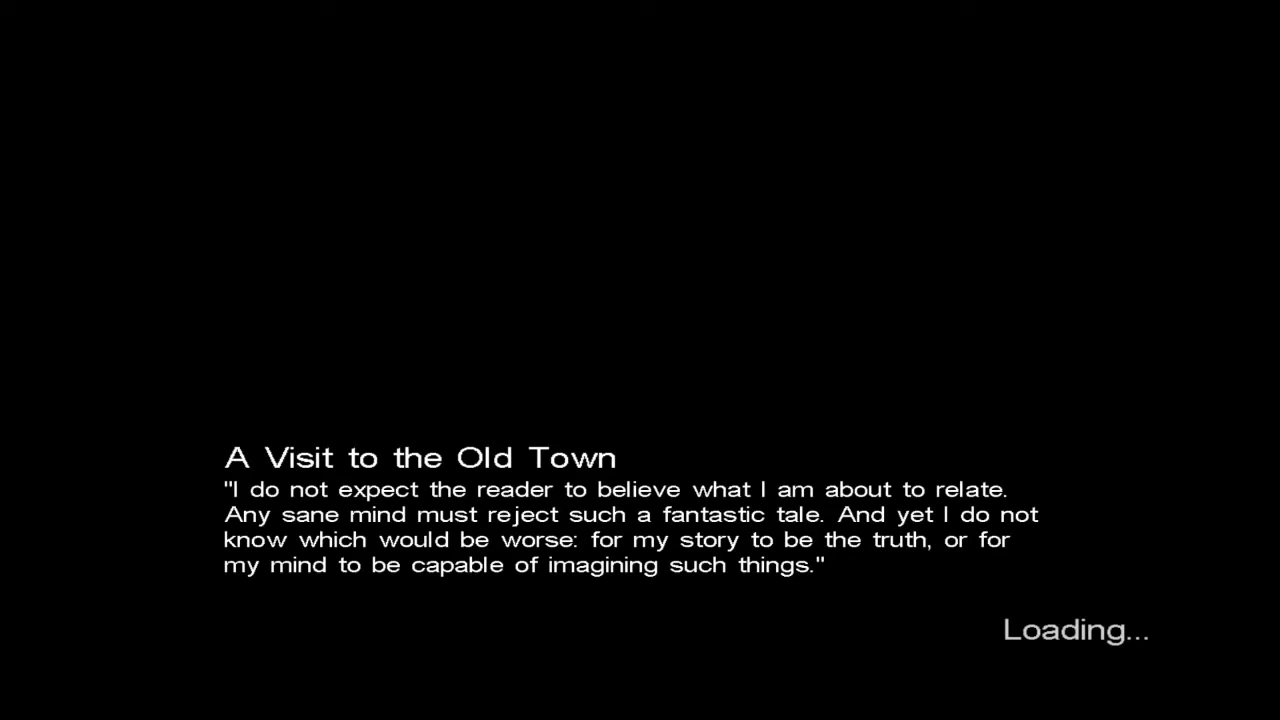 A Visit to the Old Town
"I do not expect the reader to believe what I am about to relate.
Any sane mind must reject such a fantastic tale. And yet I do not
know which would be worse: for my story to be the truth, or for
my mind to be capable of imagining such things."
Loading...